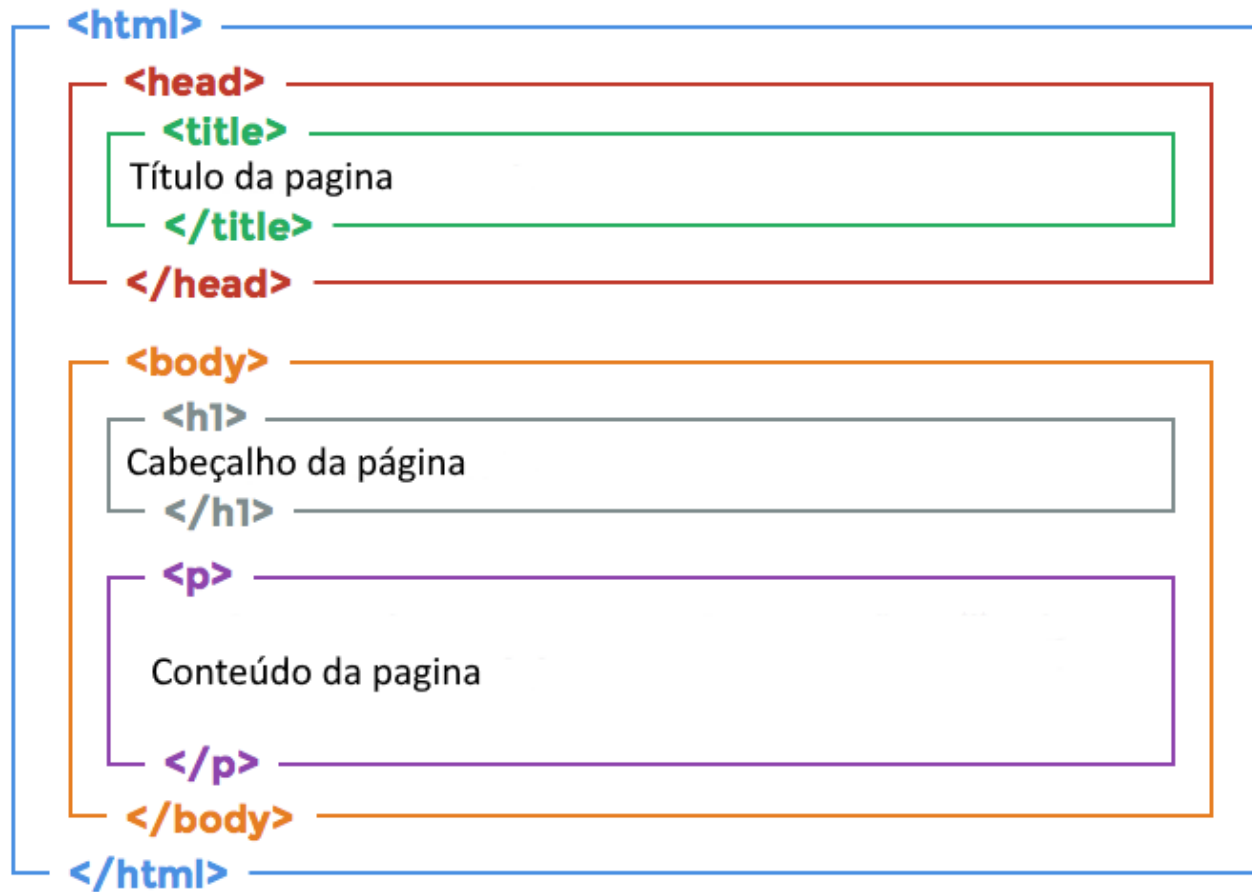 <html>
<head>
<title>
Título da pagina
</title>
</head>
<body>
<h1>
Cabeçalho da página
</h1>
<p>
Conteúdo da pagina
</p>
</body>
</html>